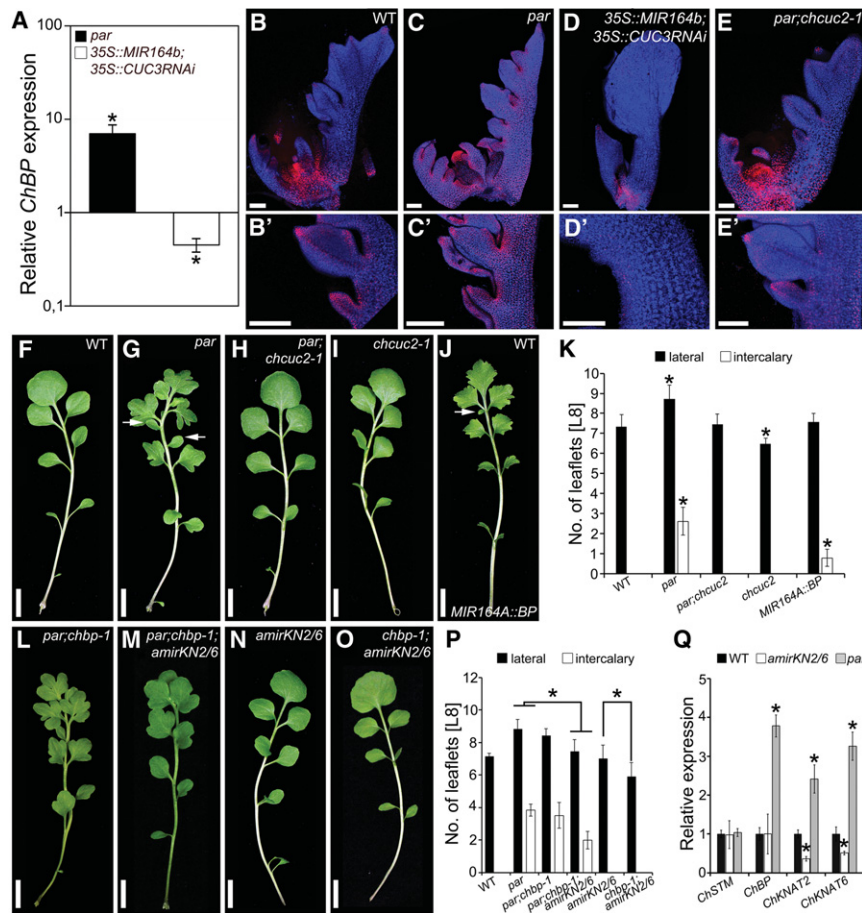 A
Relative ChBP expression
100
10
1
0,1
par
35S::MIR164b;
35S::CUC3RNAi
*
*
B
WT
C
par
D
35S::MIR164b;
35S::CUC3RNAi
E
par;chcuc2-1
B'
C'
D'
E'
F
WT
G
par
H
par;
chcuc2-1
I
chcuc2-1
J
WT
MIR164A::BP
K
lateral
intercalary
No. of leaflets [L8]
10
9
8
7
6
5
4
3
2
1
0
*
*
*
*
WT
par
par;chcuc2
chcuc2
MIR164A::BP
L
par;chbp-1
M
par;chbp-1;
amirKN2/6
N
amirKN2/6
O
chbp-1;
amirKN2/6
P
lateral
intercalary
No. of leaflets [L8]
12
10
8
6
4
2
0
*
*
WT
par
par;chbp-1
par;chbp-1;
amirKN2/6
amirKN2/6
chbp-1;
amirKN2/6
Q
WT
amirKN2/6
Relative expression
5
4
3
2
1
0
*
*
*
*
*
ChSTM
ChBP
ChKNAT2
ChKNAT6